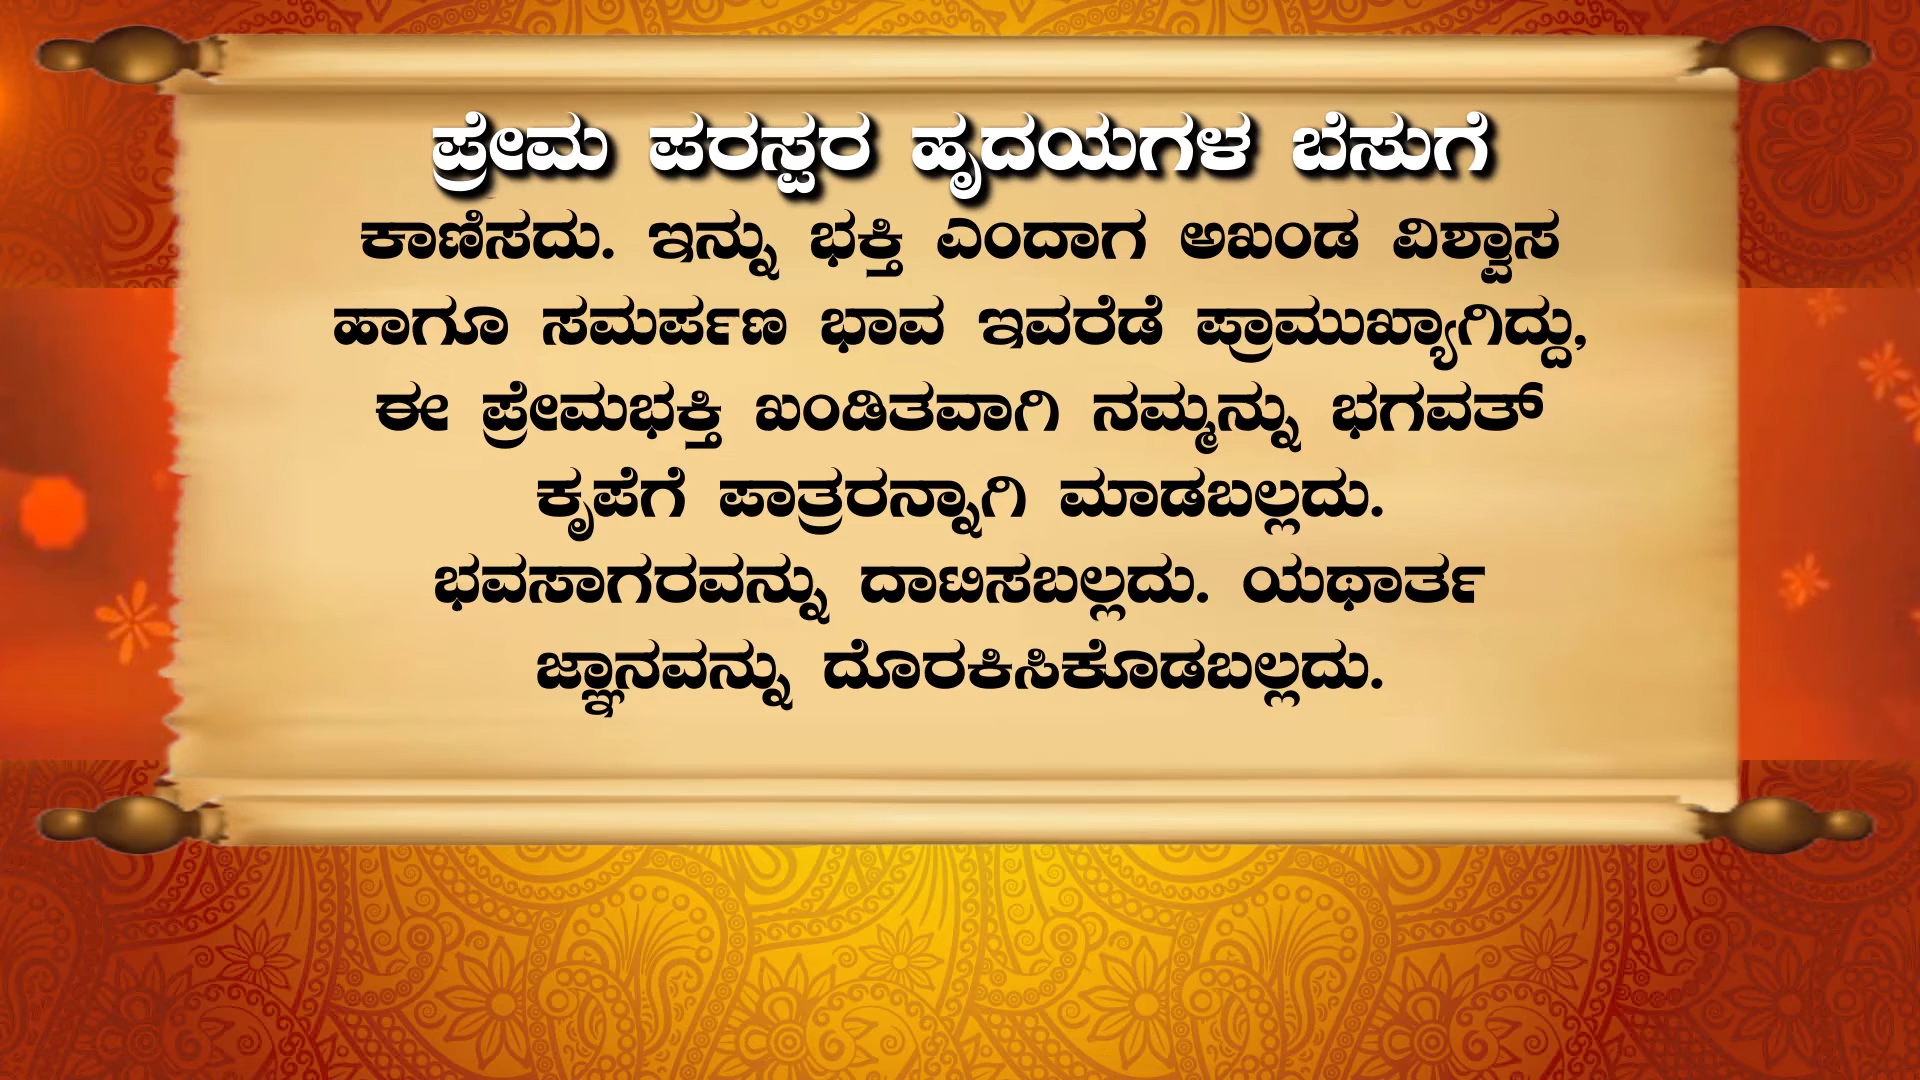 ಪ್ರೇಮ ಪರಸ್ಪರ ಹೃದಯಗಳ ಬೆಸುಗೆ
ಕಾಣಿಸದು. ಇನ್ನು ಭಕ್ತಿ ಎಂದಾಗ ಅಖಂಡ ವಿಶ್ವಾಸ
ಹಾಗೂ ಸಮರ್ಪಣ ಭಾವ ಇವರೆಡೆ ಪ್ರಾಮುಖ್ಯಾಗಿದ್ದು,
ಈ ಪ್ರೇಮಭಕ್ತಿ ಖಂಡಿತವಾಗಿ ನಮ್ಮನ್ನು ಭಗವತ್
ಕೃಪೆಗೆ ಪಾತ್ರರನ್ನಾಗಿ ಮಾಡಬಲ್ಲದು.
ಭವಸಾಗರವನ್ನು ದಾಟಿಸಬಲ್ಲದು. ಯಥಾರ್ತ
ಜ್ಞಾನವನ್ನು ದೊರಕಿಸಿಕೊಡಬಲ್ಲದು.